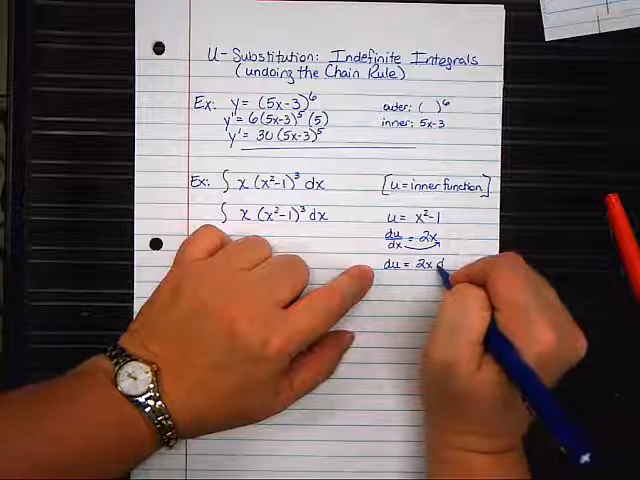 U- Substitution: Indefinite Integrals
(undoing the Chain Rule)
Ex: y = (5x-3)⁶
outer: ( )⁶
y' = 6(5x-3)⁵(5)
inner: 5x-3
y' = 30(5x-3)⁵
Ex: ∫ x(x²-1)³ dx
[u = inner function]
∫ x(x²-1)³ dx
u = x²-1
du/dx = 2x
du = 2x d